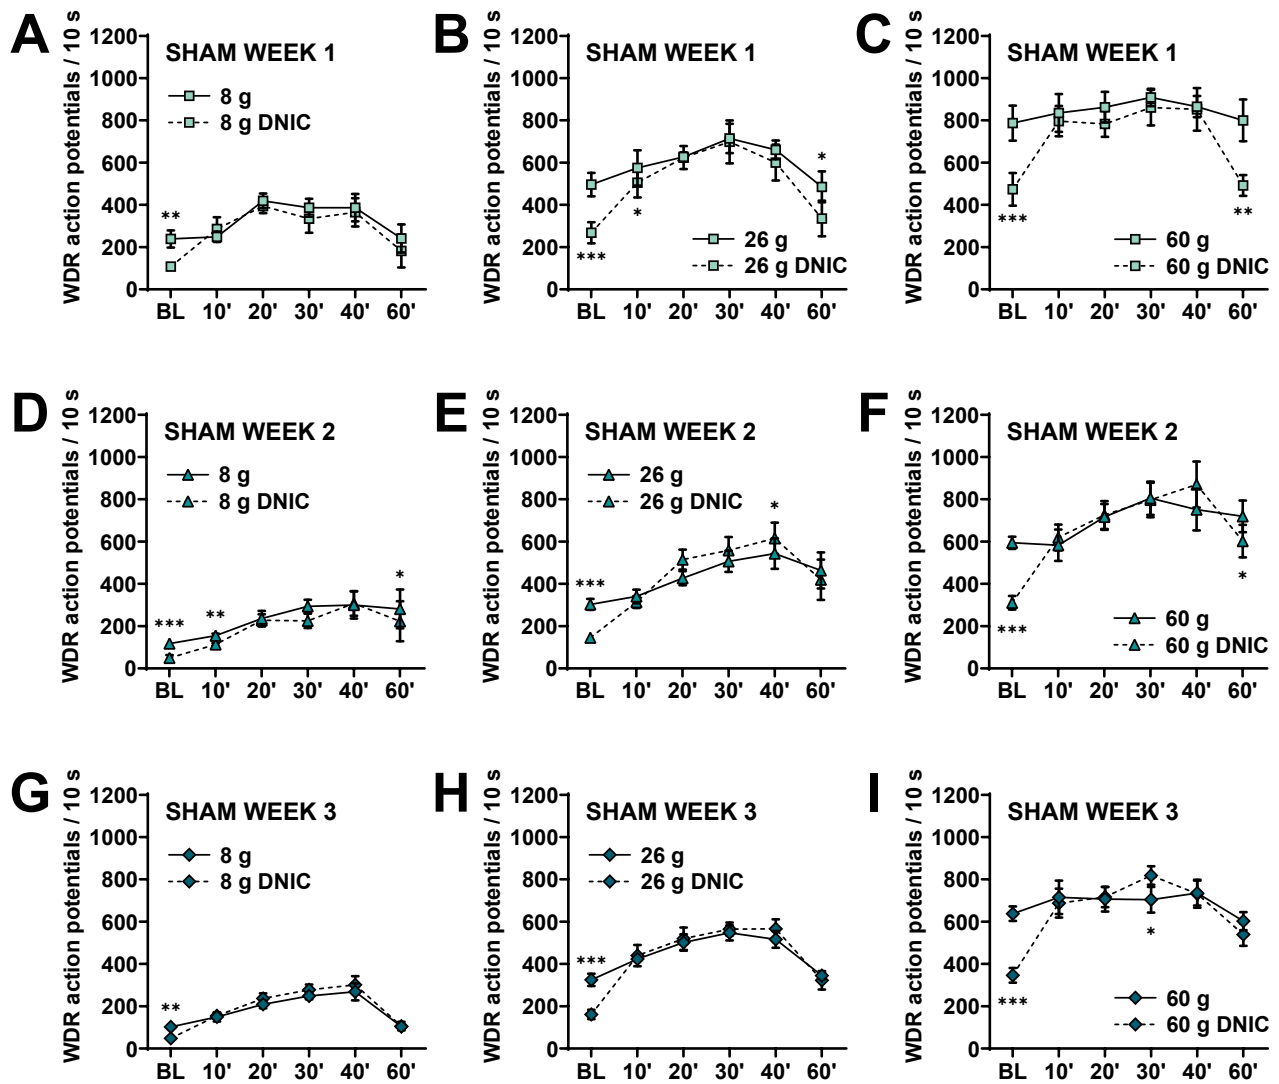 A
WDR action potentials / 10 s
1200
1000
800
600
400
200
0
SHAM WEEK 1
8 g
8 g DNIC
**
BL 10' 20' 30' 40' 60'
B
WDR action potentials / 10 s
1200
1000
800
600
400
200
0
SHAM WEEK 1
*
*
***
26 g
26 g DNIC
BL 10' 20' 30' 40' 60'
C
WDR action potentials / 10 s
1200
1000
800
600
400
200
0
SHAM WEEK 1
***
**
60 g
60 g DNIC
BL 10' 20' 30' 40' 60'
D
WDR action potentials / 10 s
1200
1000
800
600
400
200
0
SHAM WEEK 2
8 g
8 g DNIC
*** ** *
BL 10' 20' 30' 40' 60'
E
WDR action potentials / 10 s
1200
1000
800
600
400
200
0
SHAM WEEK 2
26 g
26 g DNIC
*
***
BL 10' 20' 30' 40' 60'
F
WDR action potentials / 10 s
1200
1000
800
600
400
200
0
SHAM WEEK 2
*
***
60 g
60 g DNIC
BL 10' 20' 30' 40' 60'
G
WDR action potentials / 10 s
1200
1000
800
600
400
200
0
SHAM WEEK 3
8 g
8 g DNIC
**
BL 10' 20' 30' 40' 60'
H
WDR action potentials / 10 s
1200
1000
800
600
400
200
0
SHAM WEEK 3
26 g
26 g DNIC
***
BL 10' 20' 30' 40' 60'
I
WDR action potentials / 10 s
1200
1000
800
600
400
200
0
SHAM WEEK 3
*
***
60 g
60 g DNIC
BL 10' 20' 30' 40' 60'